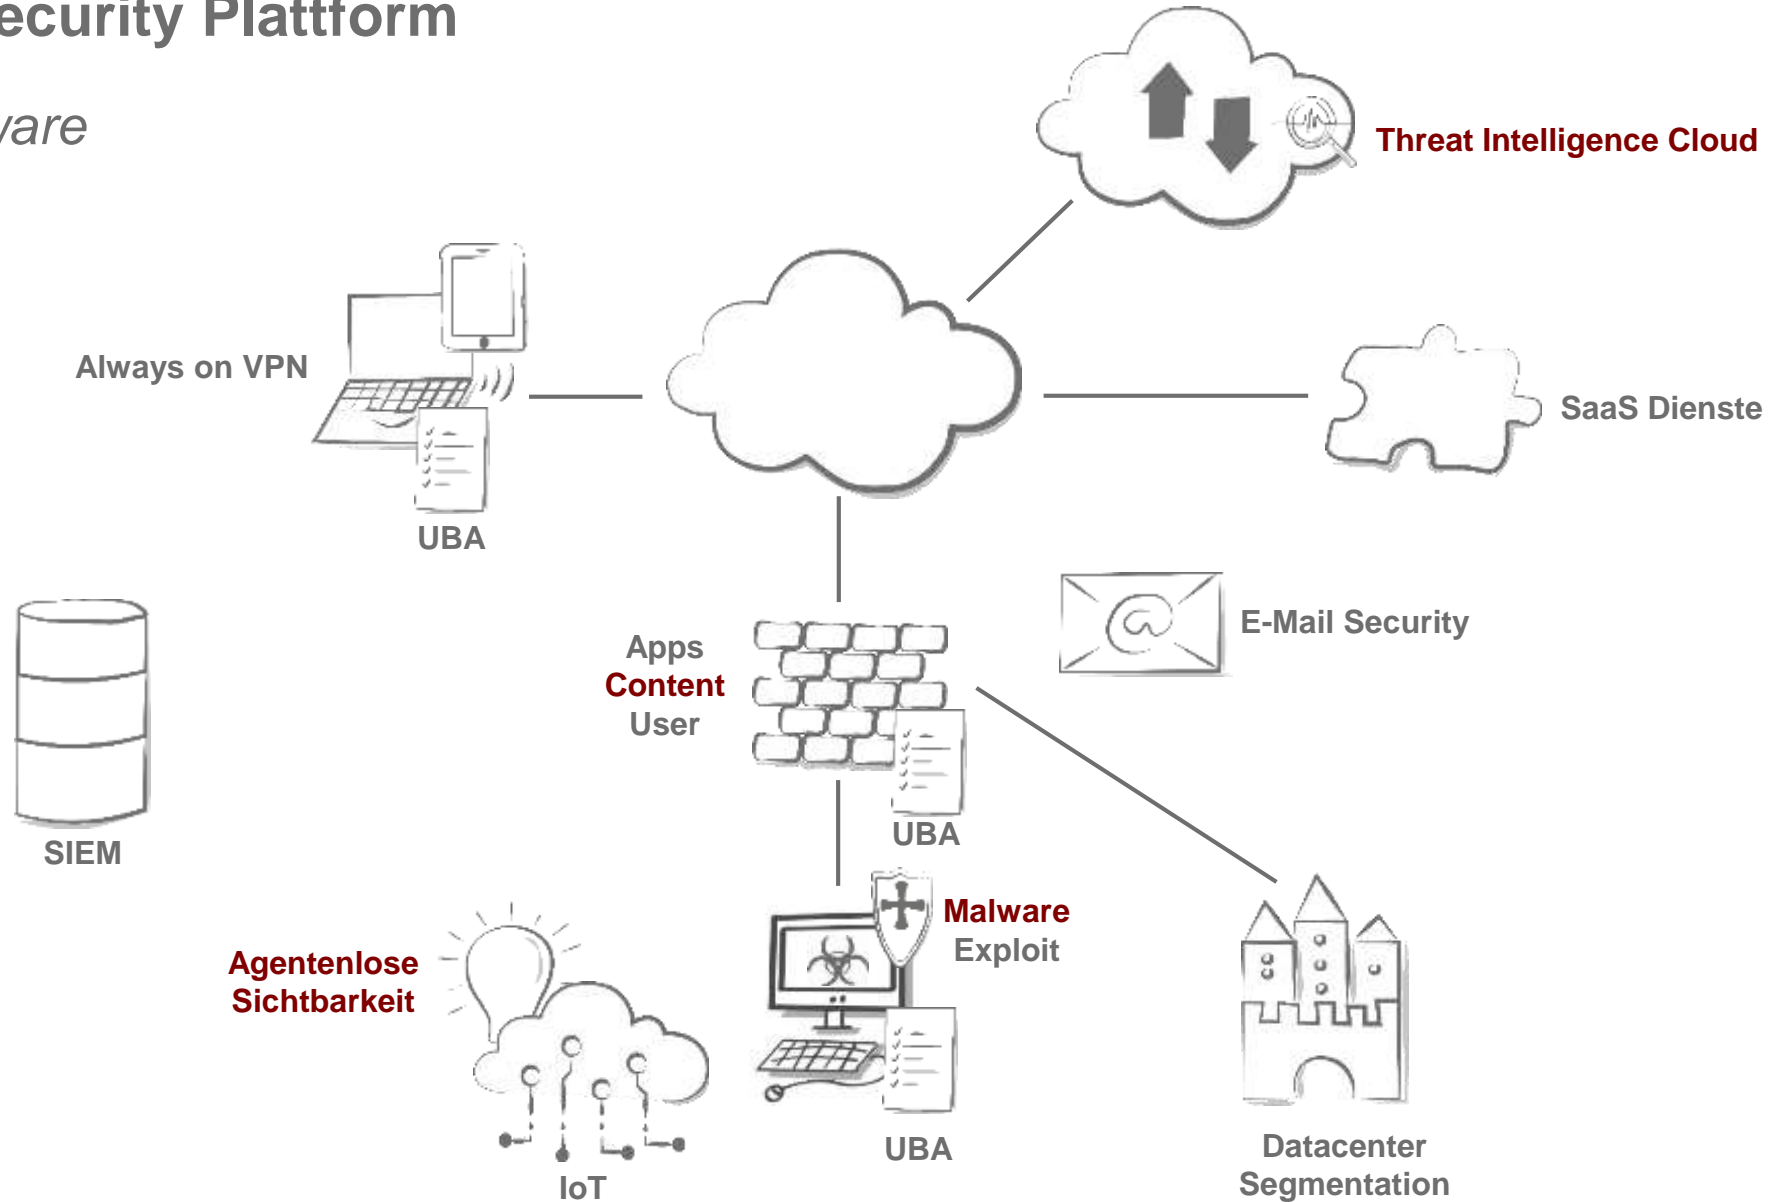 ecurity Plattform
ware
Threat Intelligence Cloud
Always on VPN
SaaS Dienste
UBA
E-Mail Security
Apps
Content
User
UBA
SIEM
Malware
Exploit
Agentenlose
Sichtbarkeit
UBA
IoT
Datacenter
Segmentation